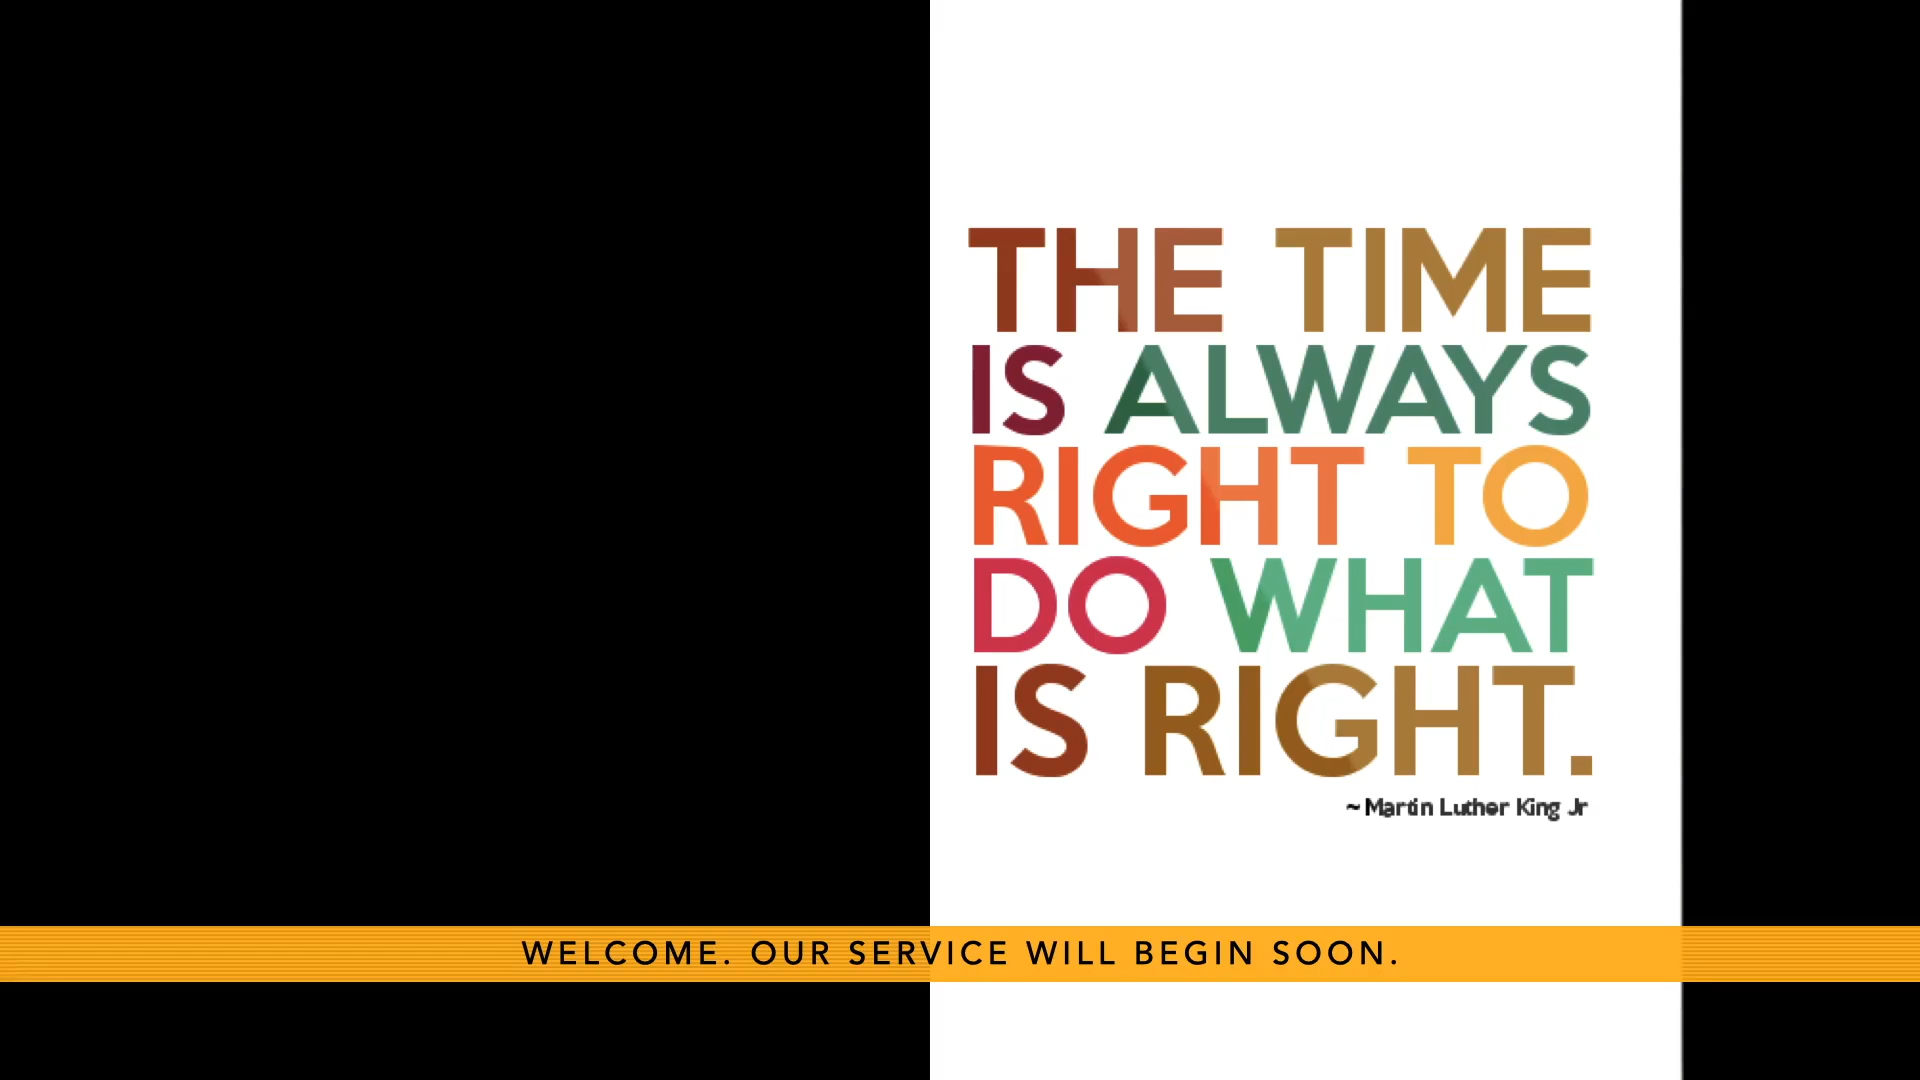 THE TIME
IS ALWAYS
RIGHT TO
DO WHAT
IS RIGHT.
~Martin Luther King Jr
WELCOME. OUR SERVICE WILL BEGIN SOON.